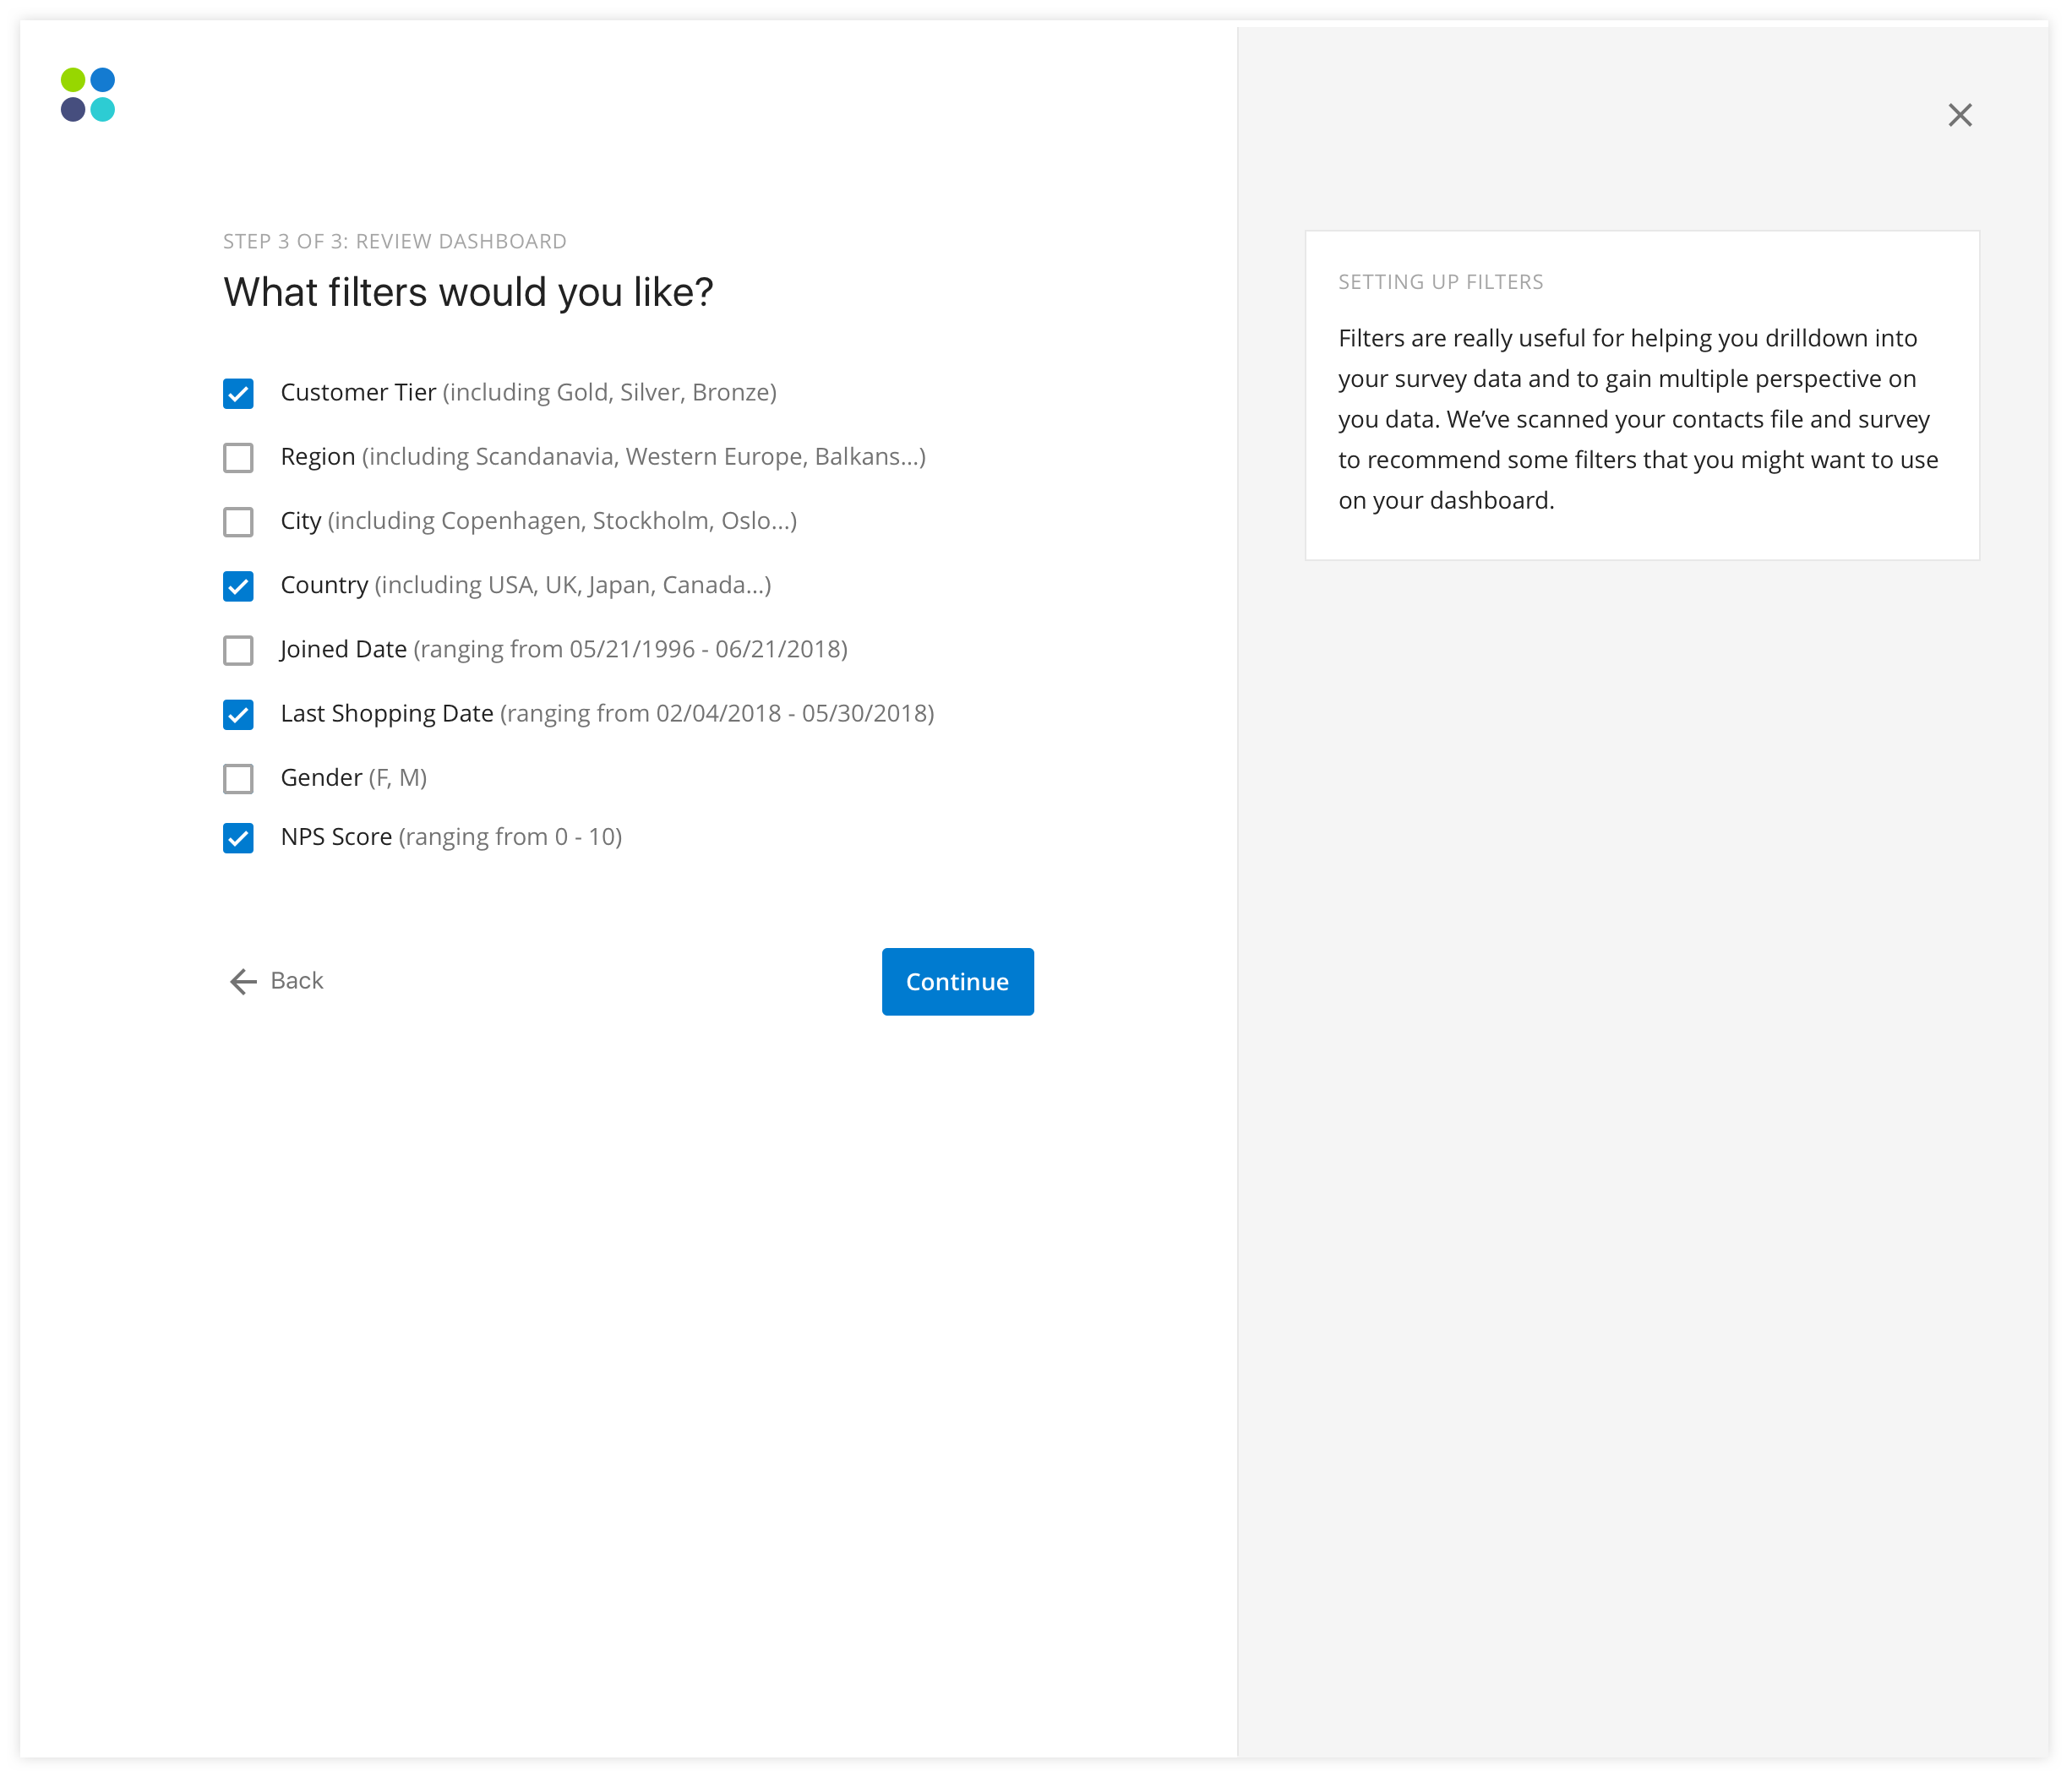 STEP 3 OF 3: REVIEW DASHBOARD
What filters would you like?
Customer Tier (including Gold, Silver, Bronze)
Region (including Scandanavia, Western Europe, Balkans...)
City (including Copenhagen, Stockholm, Oslo...)
Country (including USA, UK, Japan, Canada...)
Joined Date (ranging from 05/21/1996 - 06/21/2018)
Last Shopping Date (ranging from 02/04/2018 - 05/30/2018)
Gender (F, M)
NPS Score (ranging from 0 - 10)
Back
Continue
SETTING UP FILTERS
Filters are really useful for helping you drilldown into
your survey data and to gain multiple perspective on
you data. We’ve scanned your contacts file and survey
to recommend some filters that you might want to use
on your dashboard.